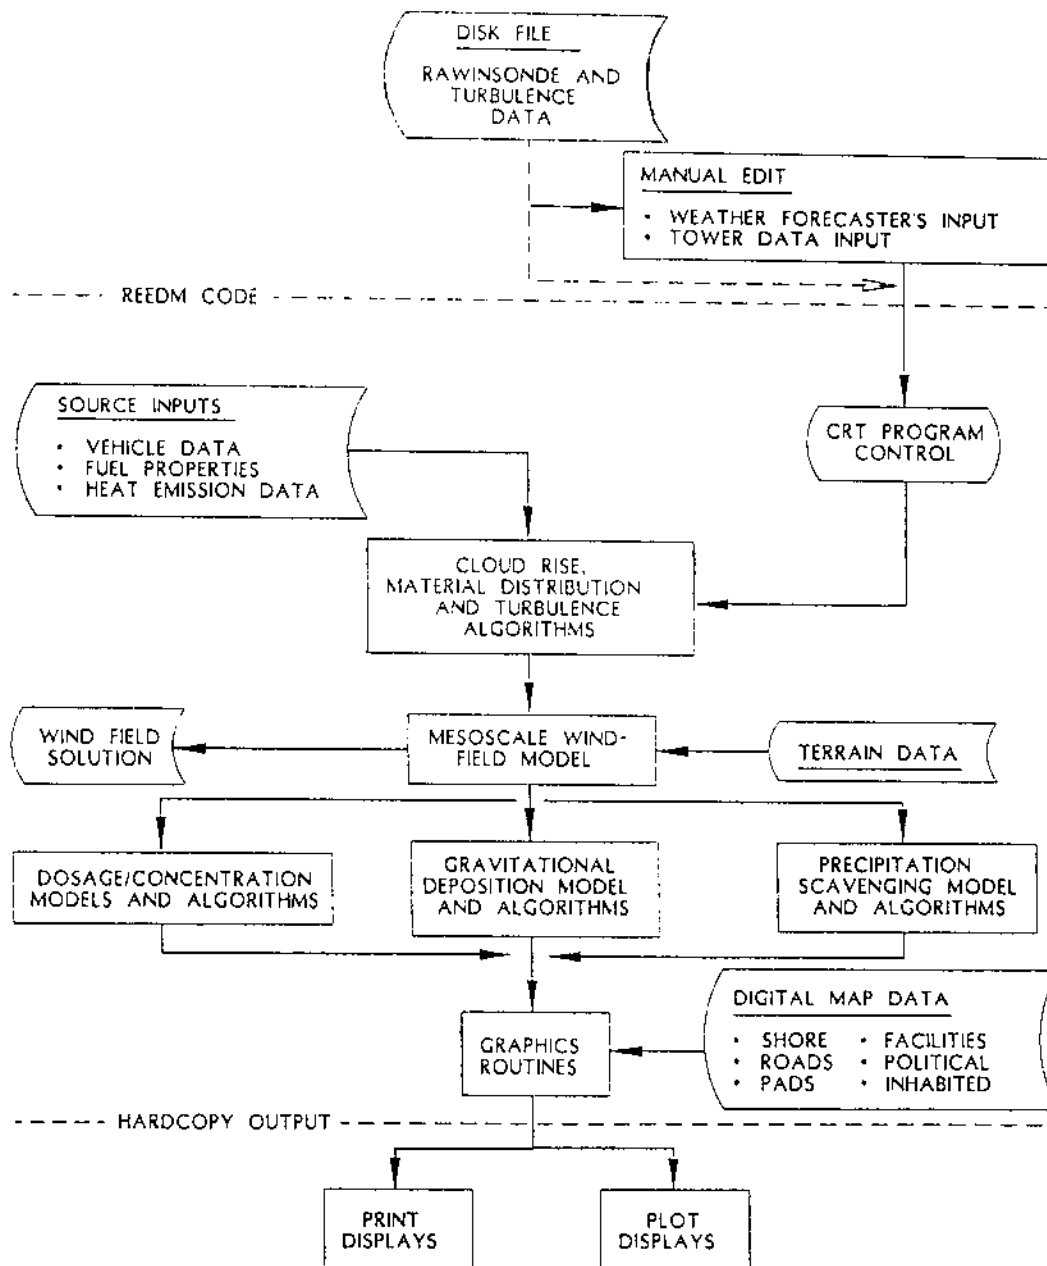 DISK FILE
RAWINSONDE AND
TURBULENCE
DATA
MANUAL EDIT
• WEATHER FORECASTER'S INPUT
• TOWER DATA INPUT
REEDM CODE
SOURCE INPUTS
• VEHICLE DATA
• FUEL PROPERTIES
• HEAT EMISSION DATA
CRT PROGRAM
CONTROL
CLOUD RISE,
MATERIAL DISTRIBUTION
AND TURBULENCE
ALGORITHMS
WIND FIELD
SOLUTION
MESOSCALE WIND-
FIELD MODEL
TERRAIN DATA
DOSAGE/CONCENTRATION
MODELS AND ALGORITHMS
GRAVITATIONAL
DEPOSITION MODEL
AND ALGORITHMS
PRECIPITATION
SCAVENGING MODEL
AND ALGORITHMS
DIGITAL MAP DATA
• SHORE • FACILITIES
• ROADS • POLITICAL
• PADS • INHABITED
GRAPHICS
ROUTINES
HARDCOPY OUTPUT
PRINT
DISPLAYS
PLOT
DISPLAYS